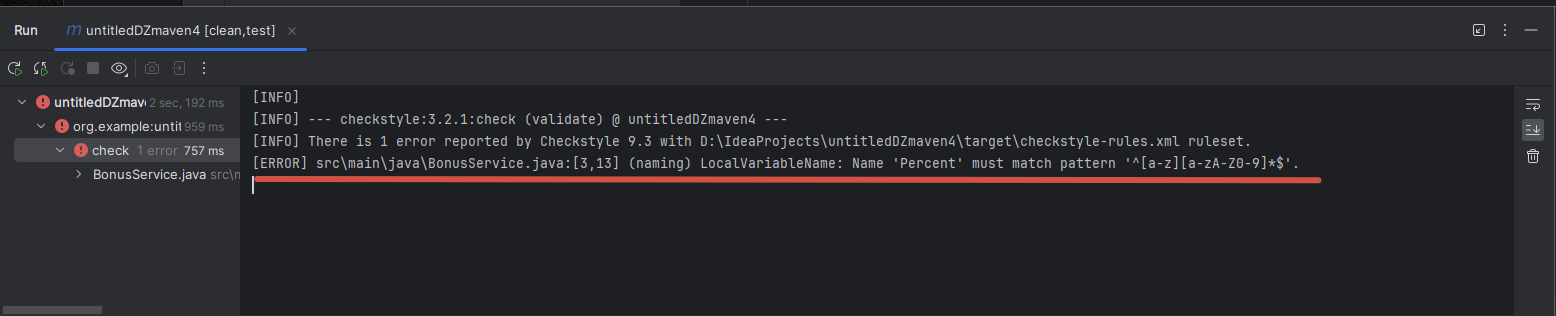 Run
m untitledDZmaven4 [clean,test]
untitledDZmav 2 sec, 192 ms
org.example:untit 959 ms
check 1 error 757 ms
BonusService.java src\m
[INFO]
[INFO] --- checkstyle:3.2.1:check (validate) @ untitledDZmaven4 ---
[INFO] There is 1 error reported by Checkstyle 9.3 with D:\IdeaProjects\untitledDZmaven4\target\checkstyle-rules.xml ruleset.
[ERROR] src\main\java\BonusService.java:[3,13] (naming) LocalVariableName: Name 'Percent' must match pattern '^[a-z][a-zA-Z0-9]*$'.